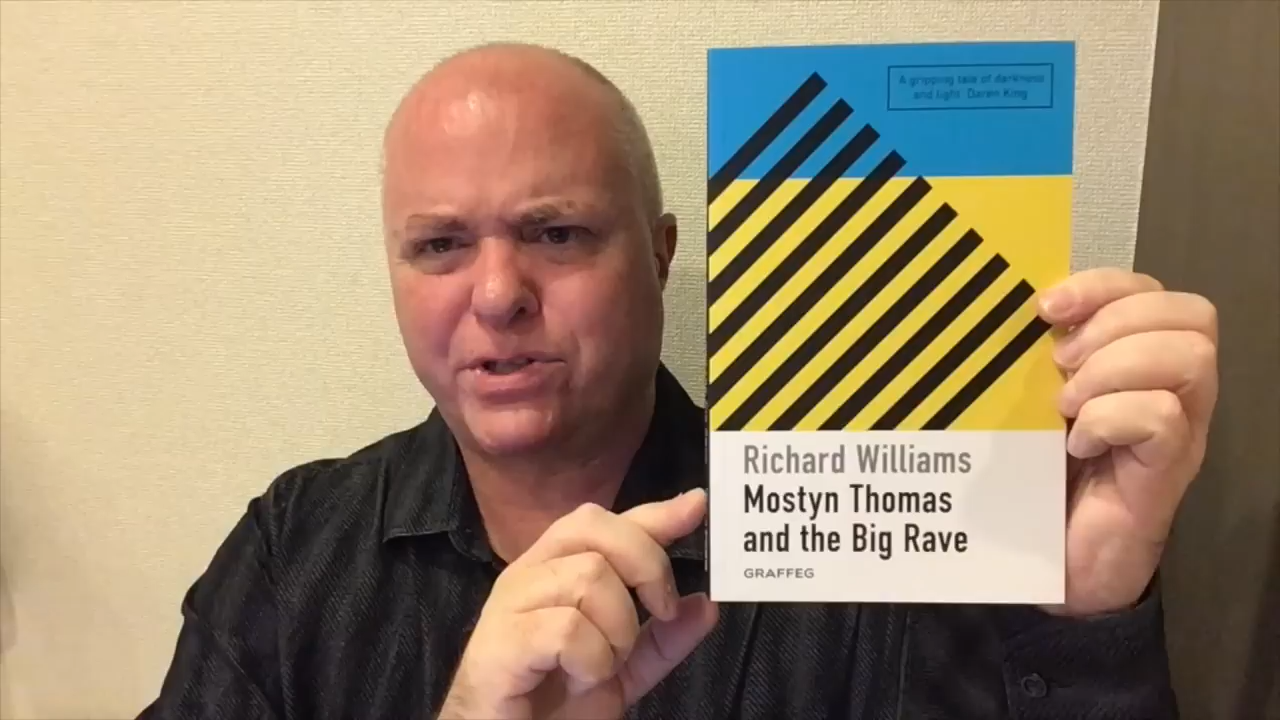 A gripping tale of darkness
and light Daren King
Richard Williams
Mostyn Thomas
and the Big Rave
GRAFFEG